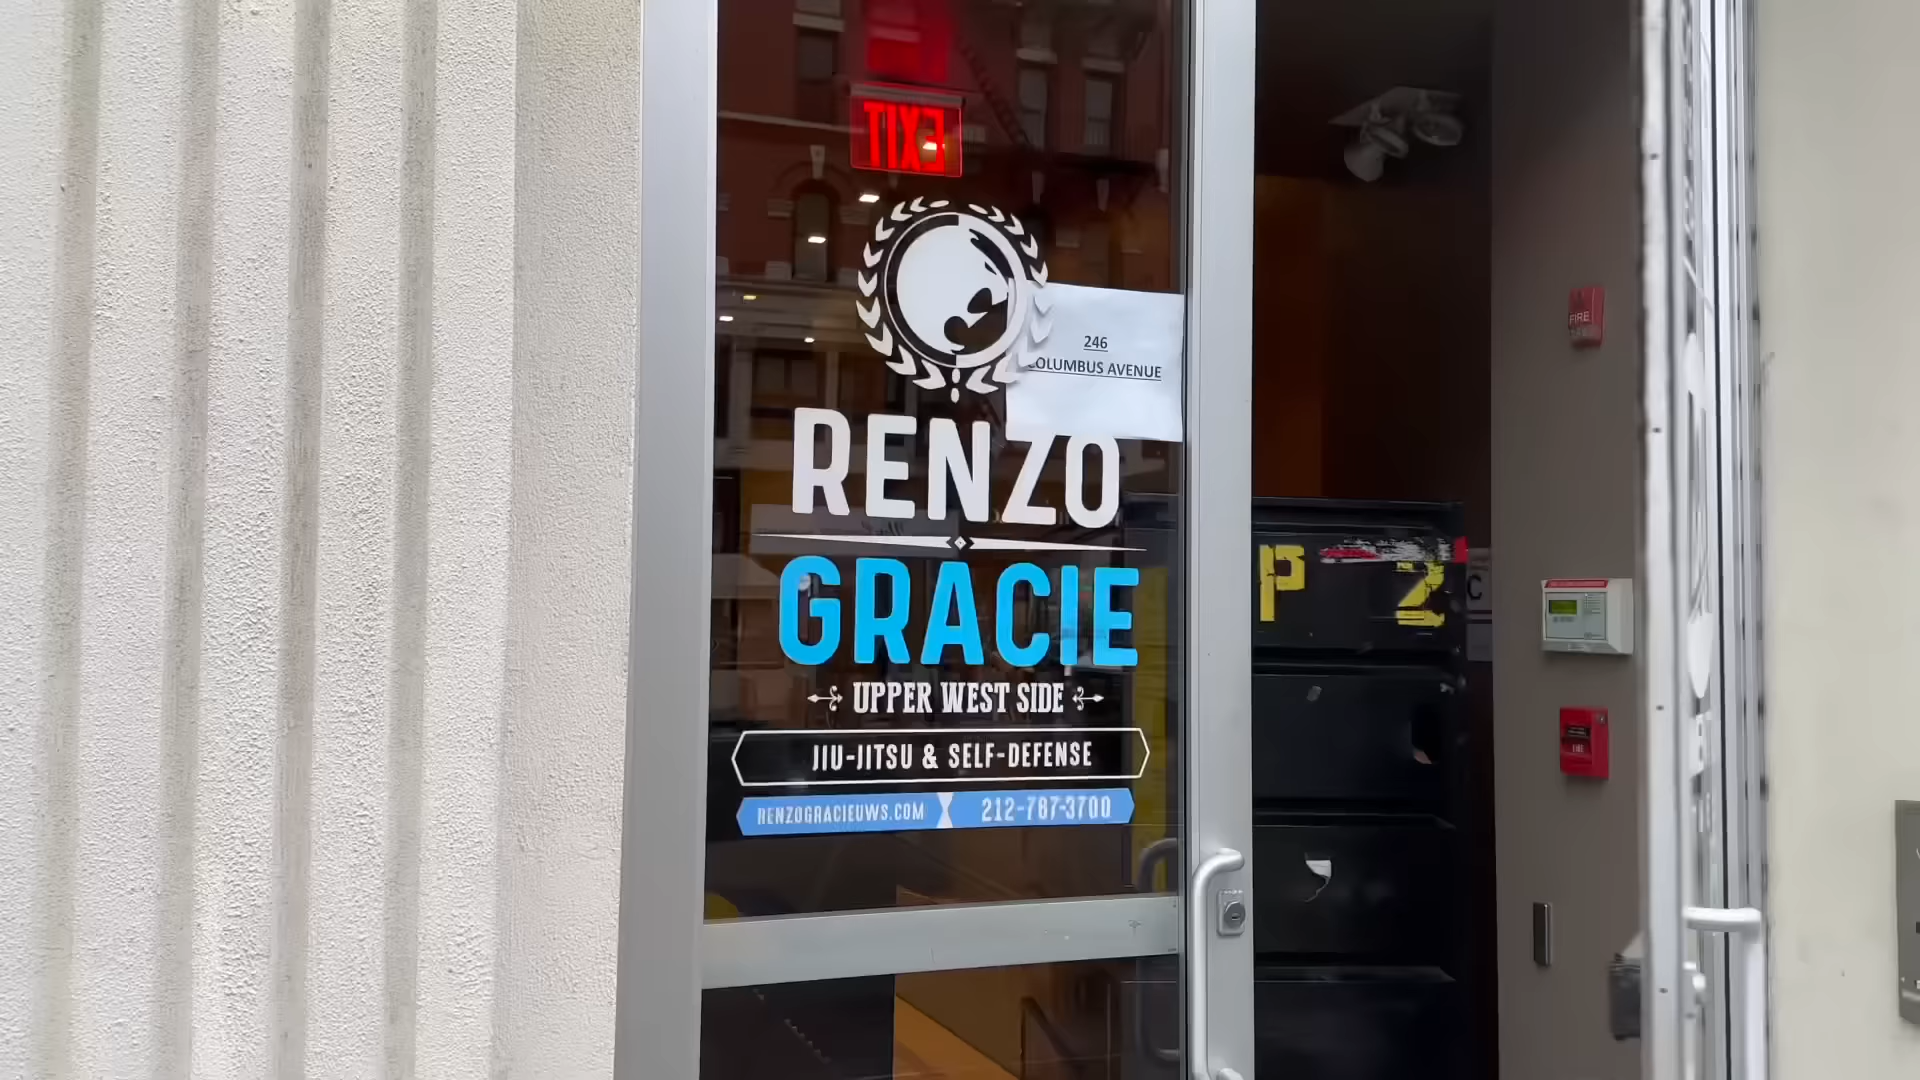 EXIT
246
COLUMBUS AVENUE
RENZO
GRACIE
UPPER WEST SIDE
JIU-JITSU & SELF-DEFENSE
RENZOGRACIEUWS.COM 212-787-3700
P Z
C
FIRE